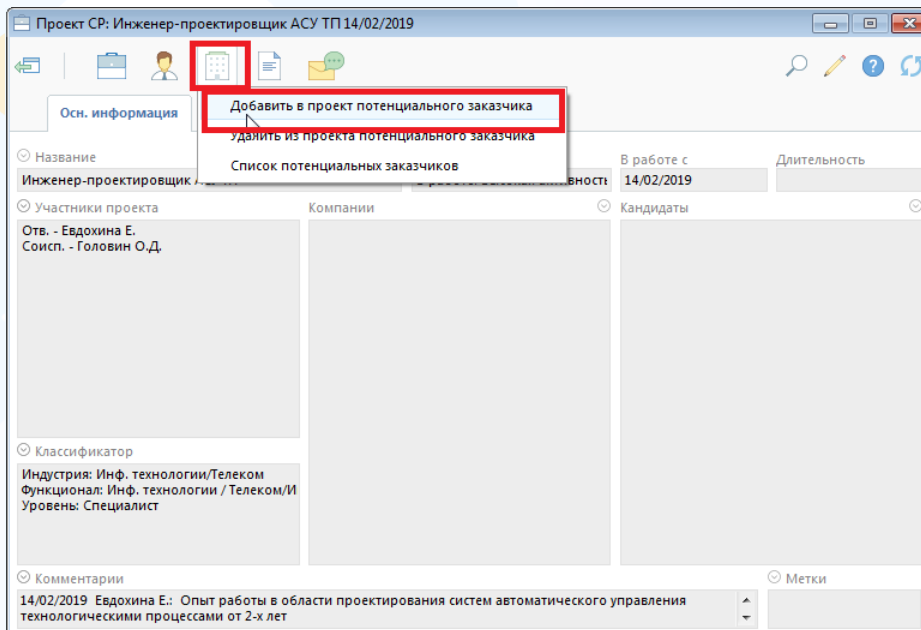 Проект СР: Инженер-проектировщик АСУ ТП 14/02/2019
Осн. информация
Добавить в проект потенциального заказчика
Удалить из проекта потенциального заказчика
Список потенциальных заказчиков
Название
В работе с
Длительность
Инженер-проектировщик
14/02/2019
Участники проекта
Компании
Кандидаты
Отв. - Евдохина Е.
Соисп. - Головин О.Д.
Классификатор
Индустрия: Инф. технологии/Телеком
Функционал: Инф. технологии / Телеком/И
Уровень: Специалист
Комментарии
Метки
14/02/2019 Евдохина Е.: Опыт работы в области проектирования систем автоматического управления
технологическими процессами от 2-х лет